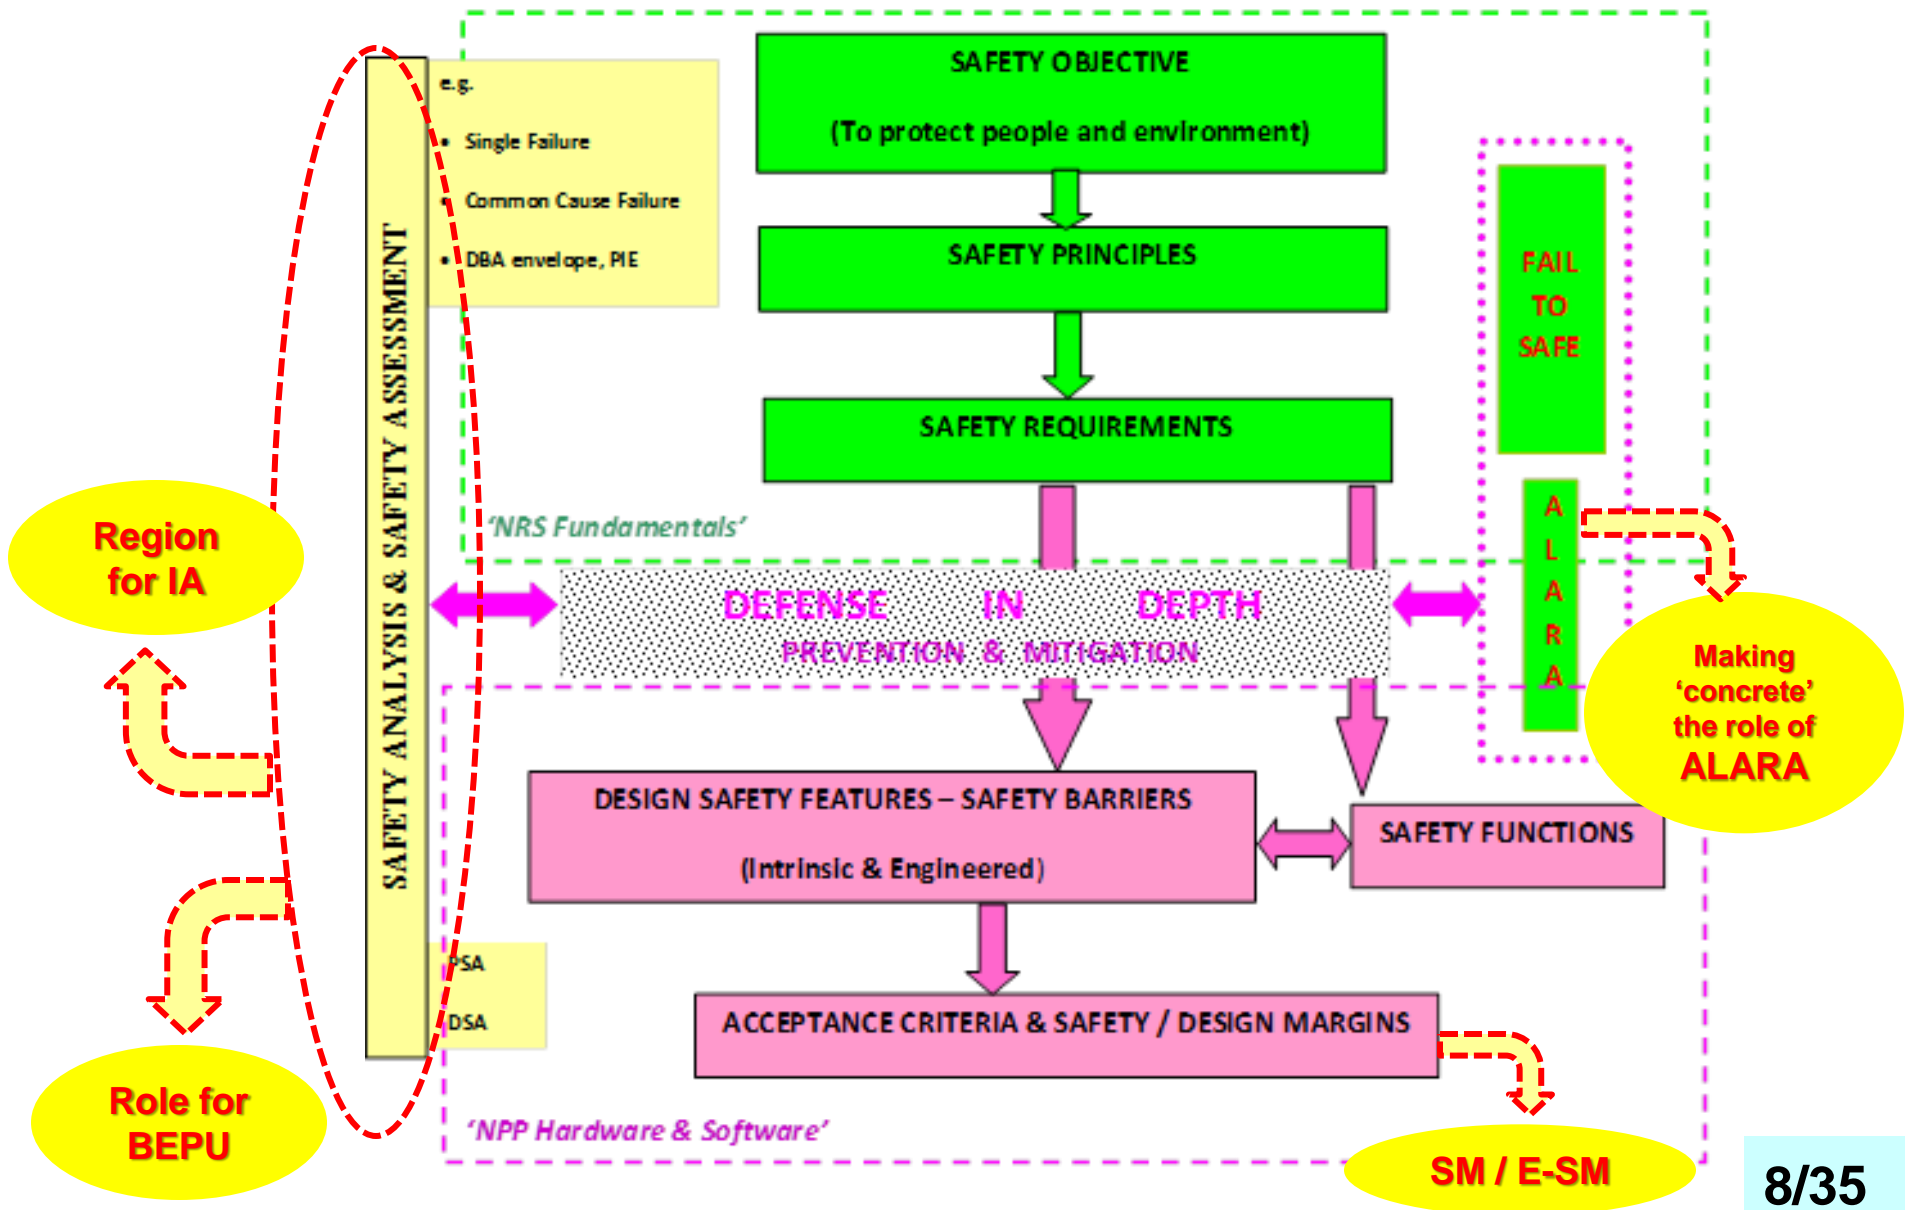 SAFETY OBJECTIVE
(To protect people and environment)
SAFETY PRINCIPLES
SAFETY REQUIREMENTS
e.g.
• Single Failure
• Common Cause Failure
• DBA envelope, PIE
SAFETY ANALYSIS & SAFETY ASSESSMENT
FAIL
TO
SAFE
A
L
A
R
A
'NRS Fundamentals'
Region
for IA
DEFENSE IN DEPTH
PREVENTION & MITIGATION
Making
‘concrete’
the role of
ALARA
DESIGN SAFETY FEATURES – SAFETY BARRIERS
(Intrinsic & Engineered)
SAFETY FUNCTIONS
PSA
DSA
ACCEPTANCE CRITERIA & SAFETY / DESIGN MARGINS
Role for
BEPU
‘NPP Hardware & Software’
SM / E-SM
8/35